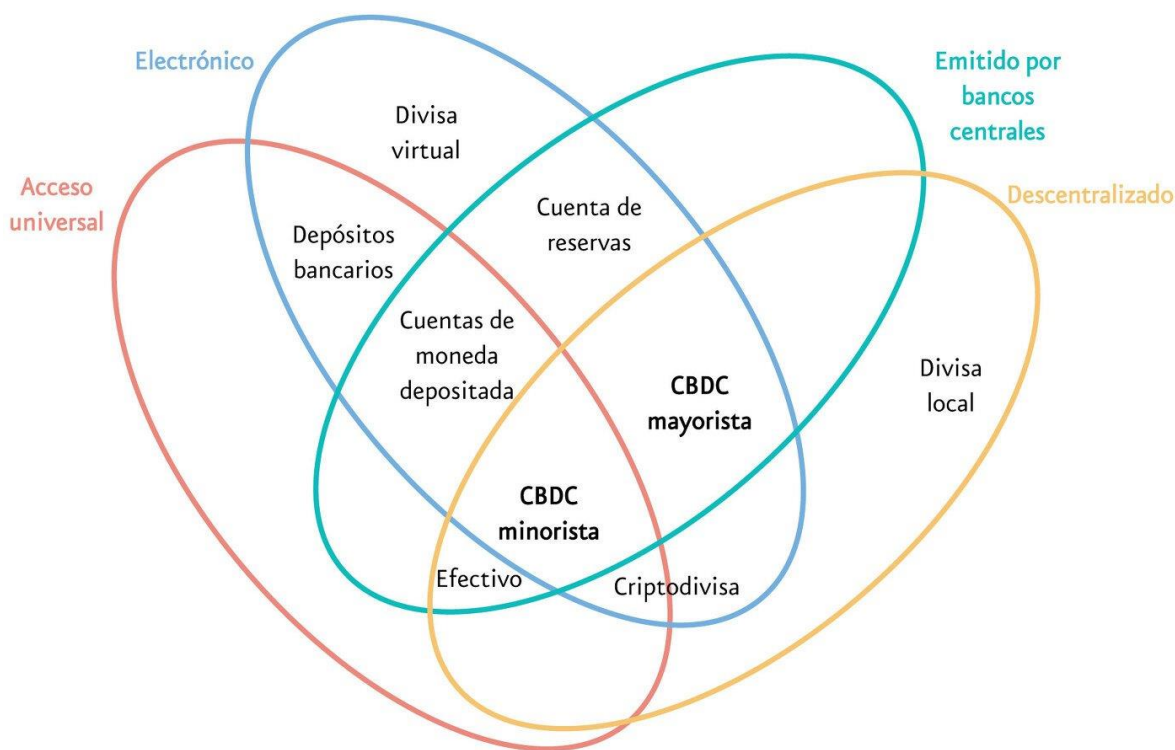 Electrónico
Emitido por
bancos
centrales
Divisa
virtual
Acceso
universal
Descentralizado
Cuenta de
reservas
Depósitos
bancarios
Cuentas de
moneda
depositada
Divisa
local
CBDC
mayorista
CBDC
minorista
Efectivo
Criptodivisa